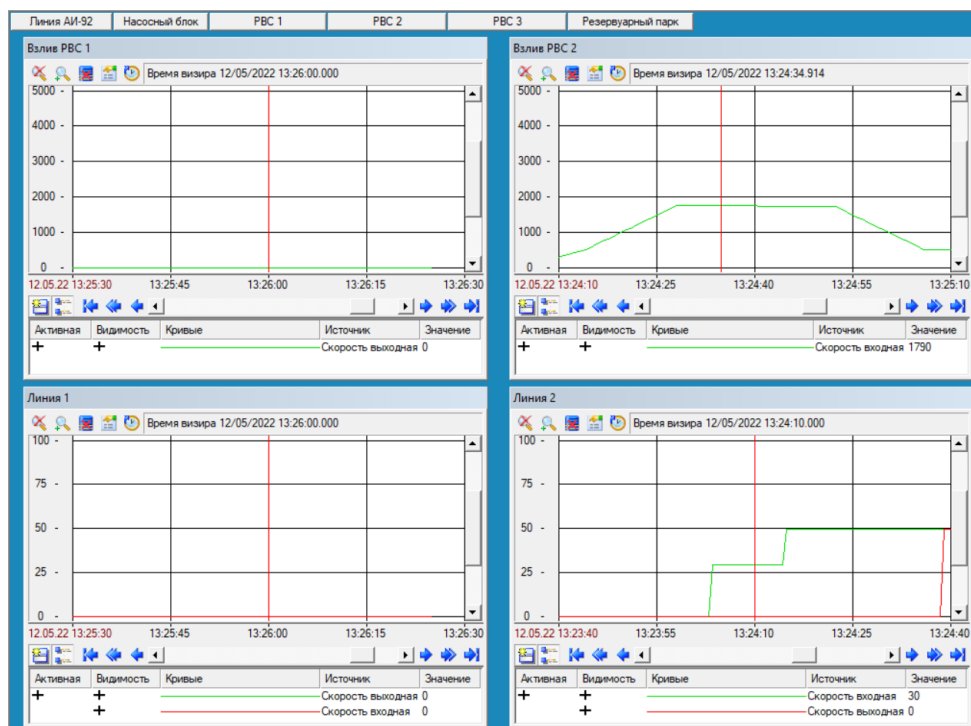 Линия АИ-92 Насосный блок РВС 1 РВС 2 РВС 3 Резервуарный парк
Взлив РВС 1
Время визира 12/05/2022 13:26:00.000
5000
4000
3000
2000
1000
0
12.05.22 13:25:30 13:25:45 13:26:00 13:26:15 13:26:30
Активная Видимость Кривые Источник Значение
Скорость выходная 0
Взлив РВС 2
Время визира 12/05/2022 13:24:34.914
5000
4000
3000
2000
1000
0
12.05.22 13:24:10 13:24:25 13:24:40 13:24:55 13:25:10
Активная Видимость Кривые Источник Значение
Скорость входная 1790
Линия 1
Время визира 12/05/2022 13:26:00.000
100
75
50
25
0
12.05.22 13:25:30 13:25:45 13:26:00 13:26:15 13:26:30
Активная Видимость Кривые Источник Значение
Скорость выходная 0
Скорость входная 0
Линия 2
Время визира 12/05/2022 13:24:10.000
100
75
50
25
0
12.05.22 13:23:40 13:23:55 13:24:10 13:24:25 13:24:40
Активная Видимость Кривые Источник Значение
Скорость входная 30
Скорость выходная 0